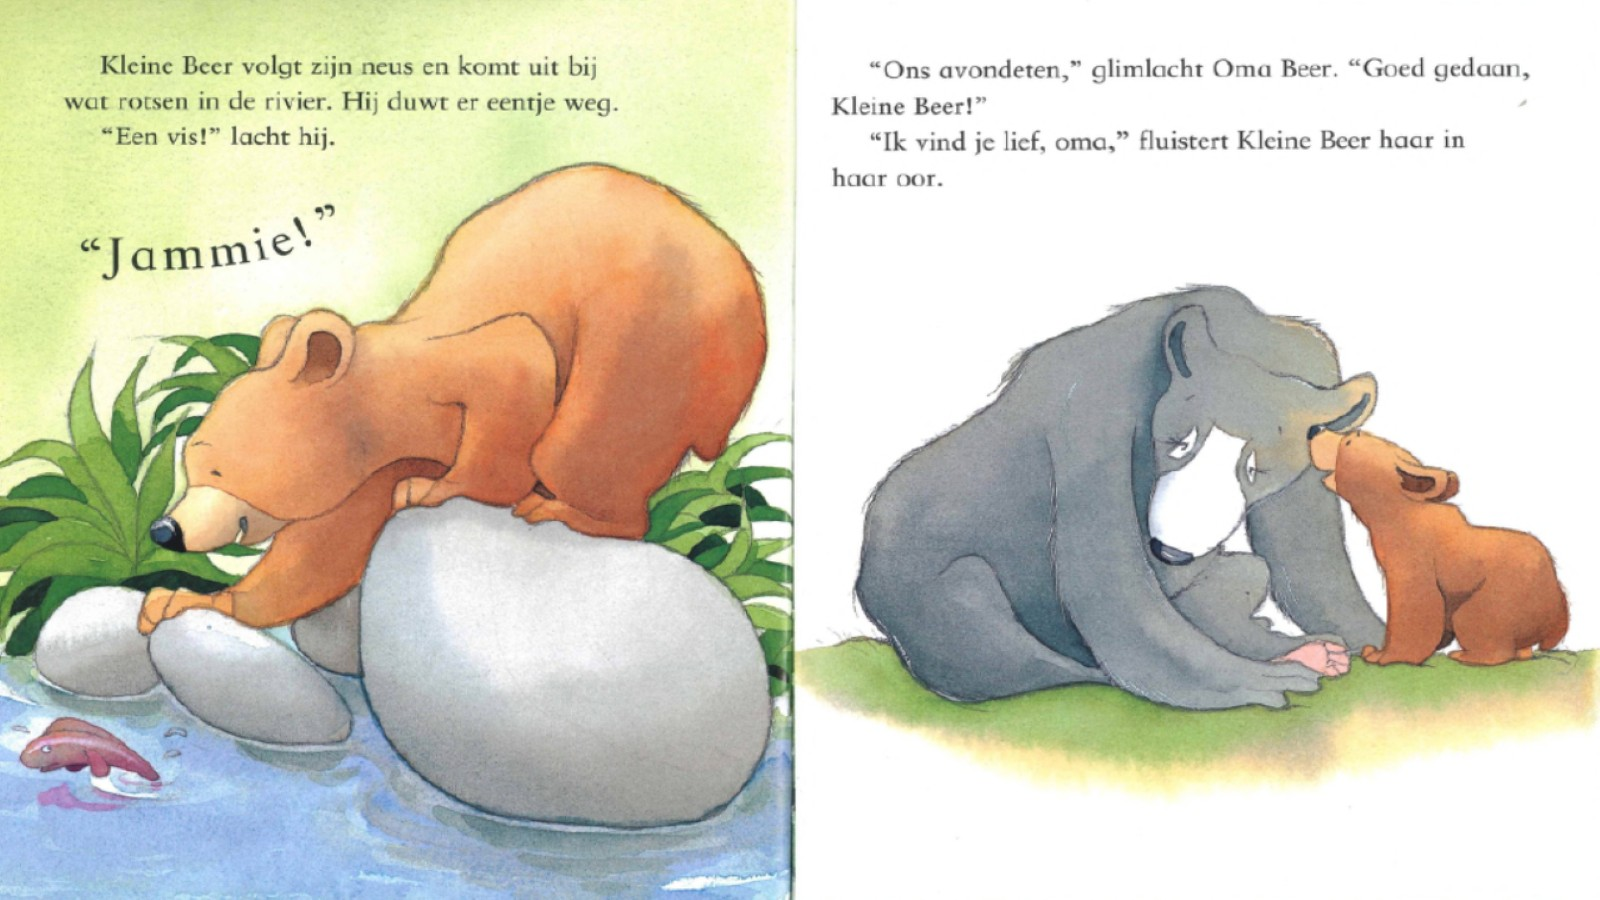 Kleine Beer volgt zijn neus en komt uit bij
wat rotsen in de rivier. Hij duwt er eentje weg.
“Een vis!” lacht hij.
“Jammie!”
“Ons avondeten,” glimlacht Oma Beer. “Goed gedaan,
Kleine Beer!”
“Ik vind je lief, oma,” fluistert Kleine Beer haar in
haar oor.